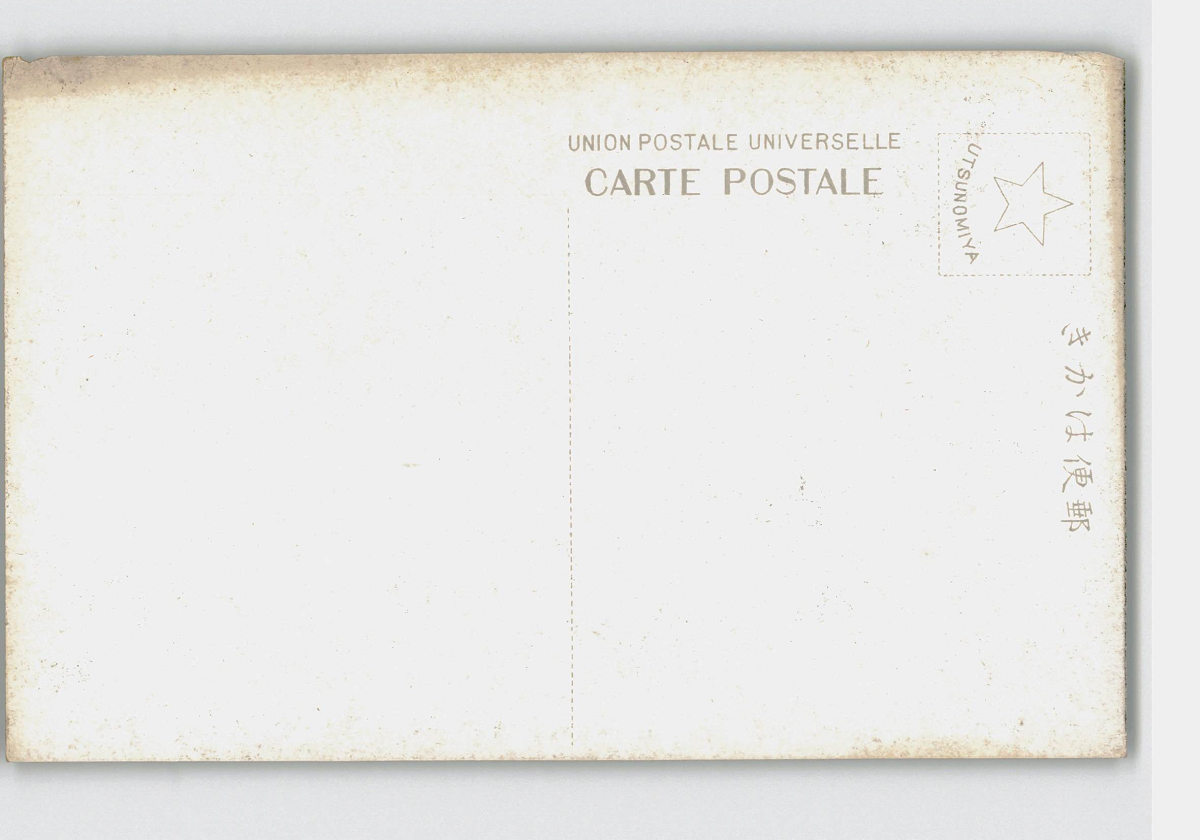 UNION POSTALE UNIVERSELLE
CARTE POSTALE
UTSUNOMIYA
きかは便郵